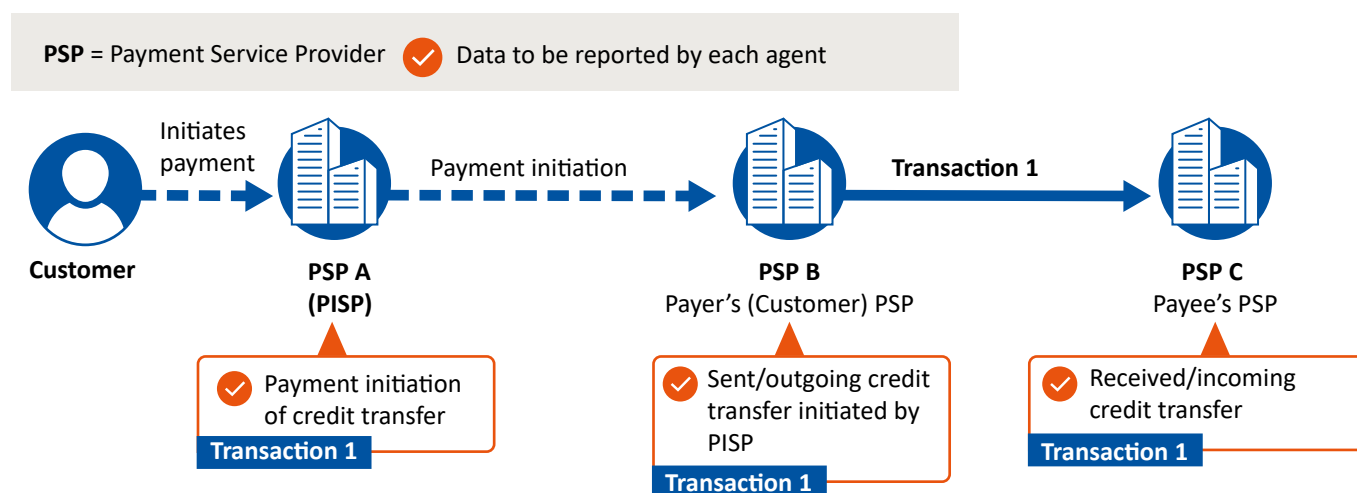 PSP = Payment Service Provider
Data to be reported by each agent
Initiates
payment
Payment initiation
Transaction 1
Customer
PSP A
(PISP)
PSP B
Payer’s (Customer) PSP
PSP C
Payee’s PSP
Payment initiation
of credit transfer
Transaction 1
Sent/outgoing credit
transfer initiated by
PISP
Transaction 1
Received/incoming
credit transfer
Transaction 1